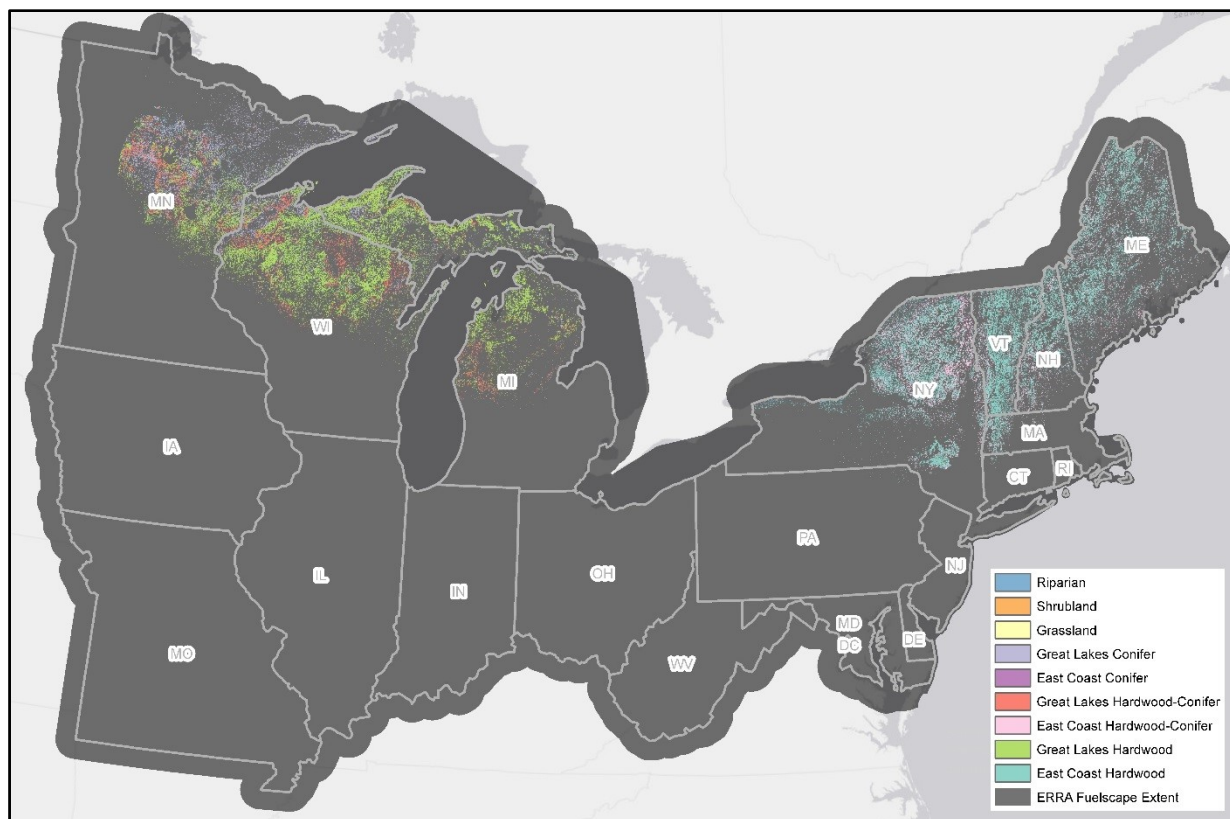 MN
ME
WI
VT
NH
MI
NY
MA
IA
CT
RI
PA
IL
IN
OH
NJ
MO
MD
WV
DC
DE
Riparian
Shrubland
Grassland
Great Lakes Conifer
East Coast Conifer
Great Lakes Hardwood-Conifer
East Coast Hardwood-Conifer
Great Lakes Hardwood
East Coast Hardwood
ERRA Fuelscape Extent